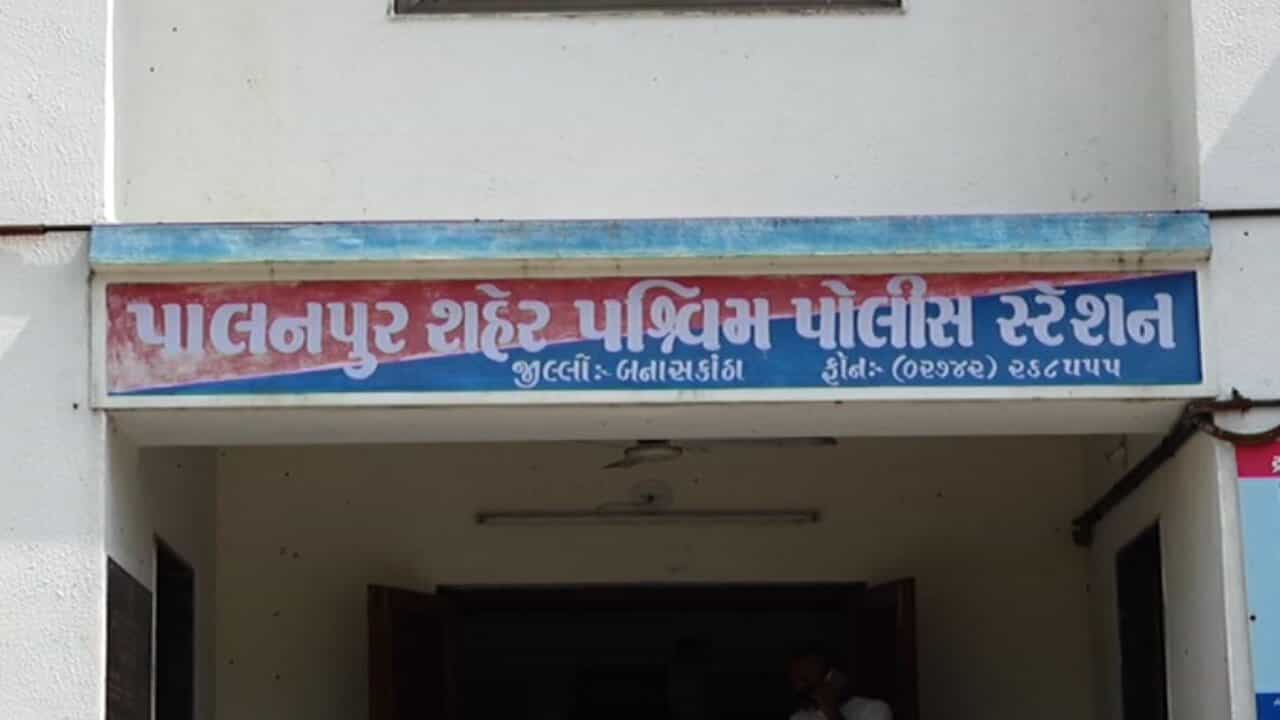 પાલનપુર શહેર પશ્ચિમ પોલીસ સ્ટેશન
જીલ્લોઃ- બનાસકાંઠા ફોનઃ- (૦૨૭૪૨) ૨૬૮૫૫૫